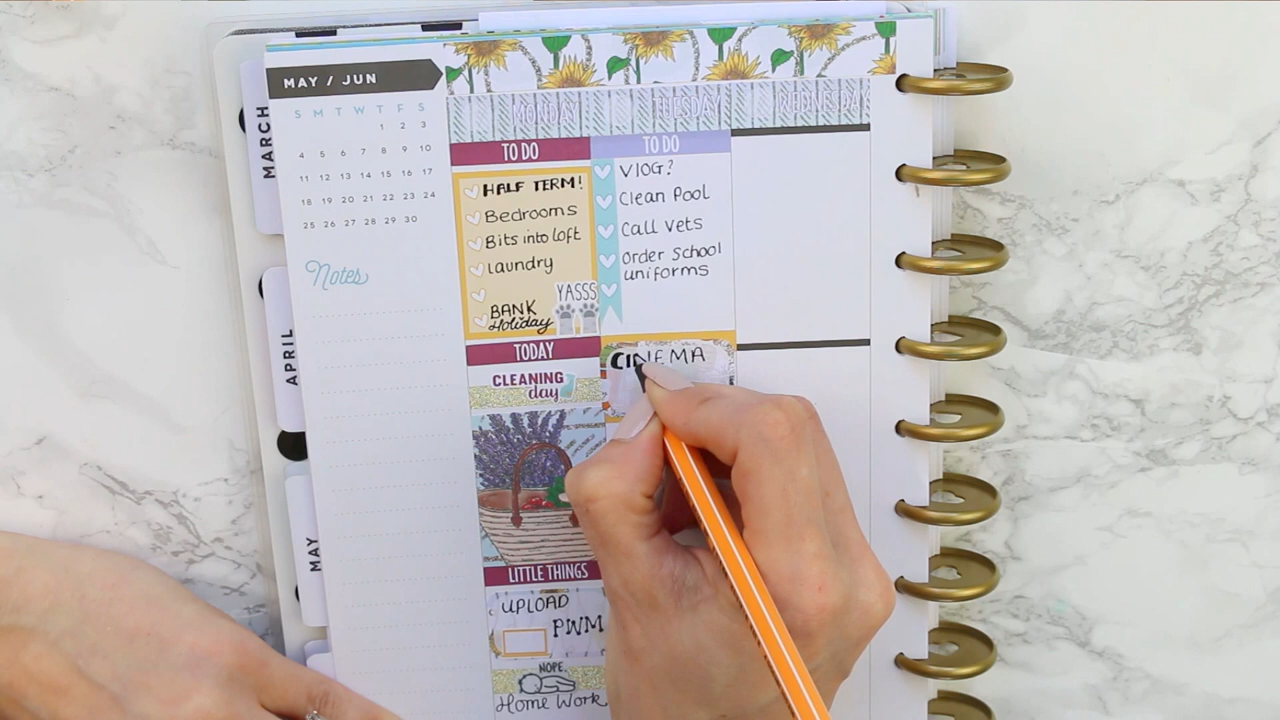 MAY / JUN
S M T W T F S
1 2 3
4 5 6 7 8 9 10
11 12 13 14 15 16 17
18 19 20 21 22 23 24
25 26 27 28 29 30
Notes
MARCH
APRIL
MAY
MONDAY
TO DO
HALF TERM!
Bedrooms
Bits into loft
laundry
BANK
Holiday
YASSS
TODAY
CLEANING
day
LITTLE THINGS
UPLOAD
PWM
NOPE.
Home Work
TUESDAY
TO DO
VLOG?
Clean Pool
Call vets
Order School
uniforms
CINEMA
WEDNESDAY